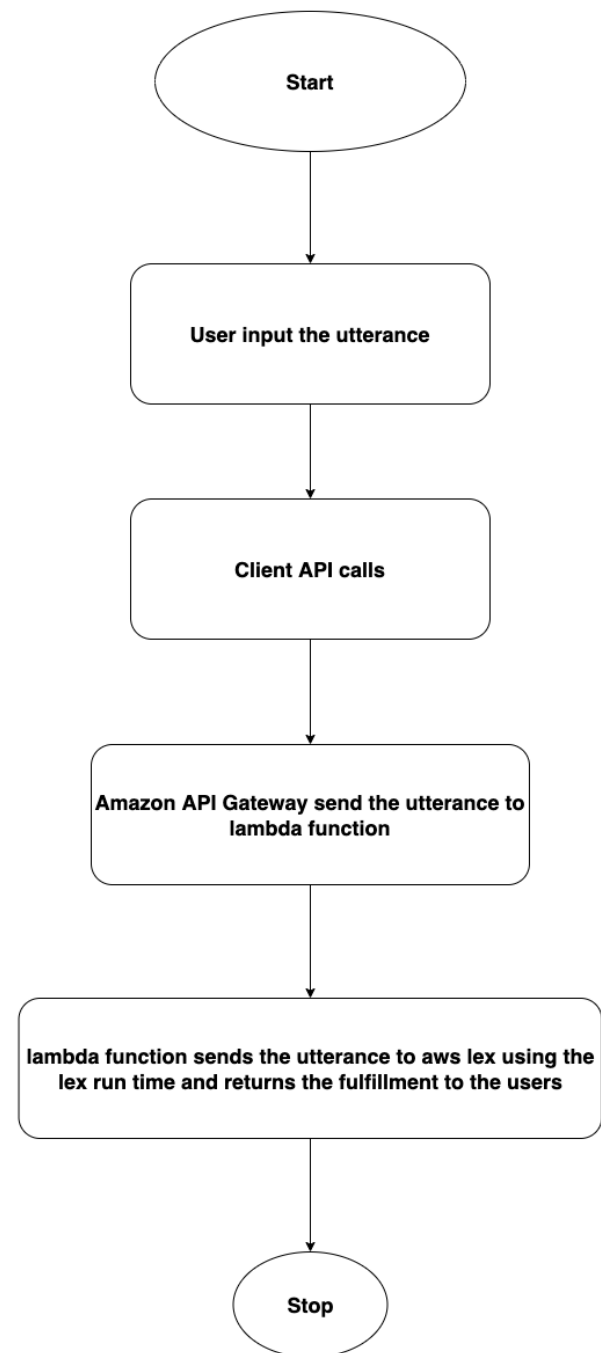 Start
User input the utterance
Client API calls
Amazon API Gateway send the utterance to
lambda function
lambda function sends the utterance to aws lex using the
lex run time and returns the fulfillment to the users
Stop